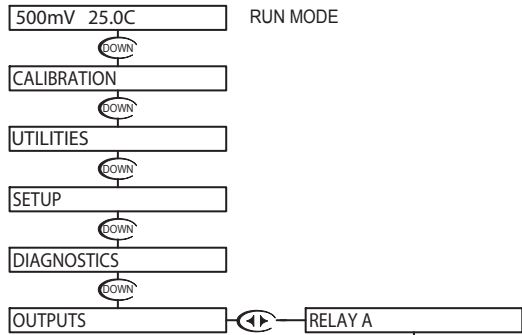 500mV 25.0C RUN MODE
DOWN
CALIBRATION
DOWN
UTILITIES
DOWN
SETUP
DOWN
DIAGNOSTICS
DOWN
OUTPUTS RELAY A